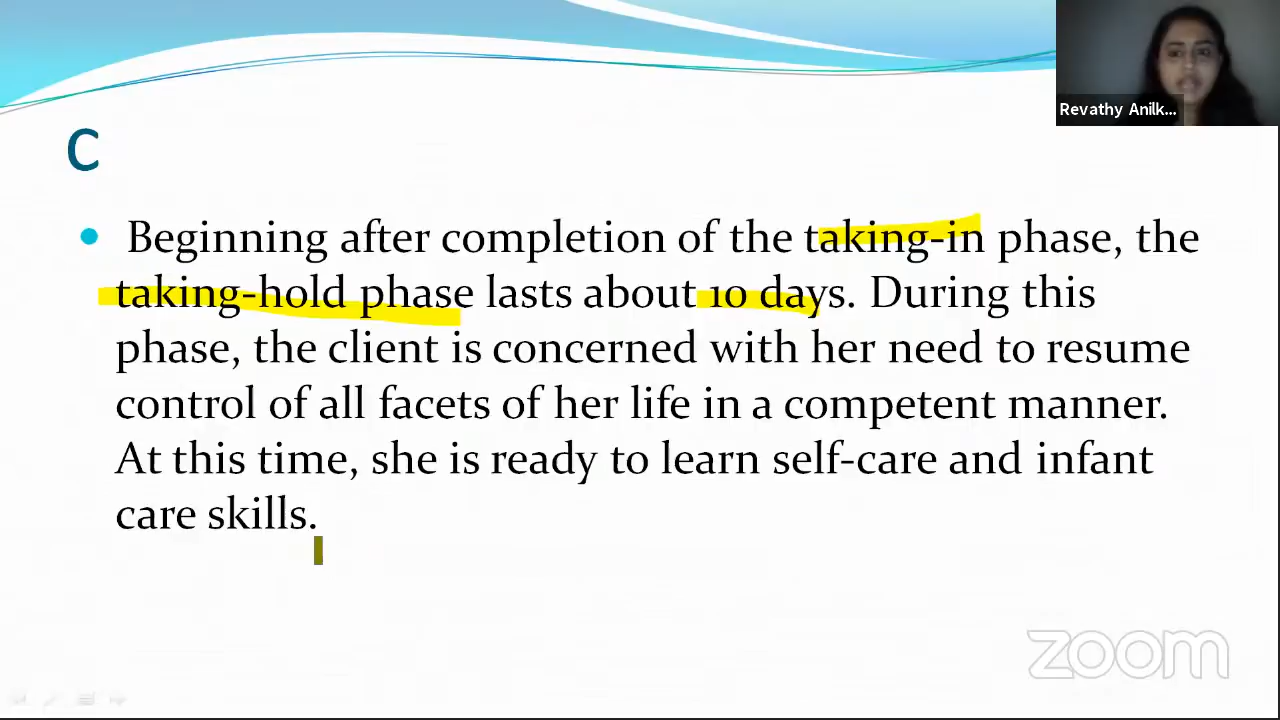 Revathy Anilk...
C
• Beginning after completion of the taking-in phase, the
taking-hold phase lasts about 10 days. During this
phase, the client is concerned with her need to resume
control of all facets of her life in a competent manner.
At this time, she is ready to learn self-care and infant
care skills.
zoom